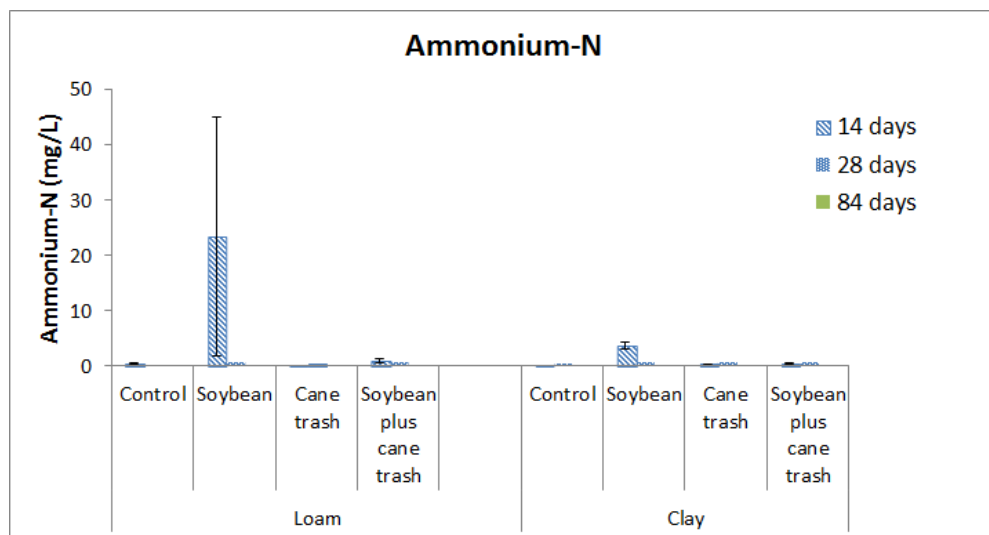 Ammonium-N
Ammonium-N (mg/L)
50
40
30
20
10
0
14 days
28 days
84 days
Control Soybean Cane trash Soybean plus cane trash Control Soybean Cane trash Soybean plus cane trash
Loam Clay